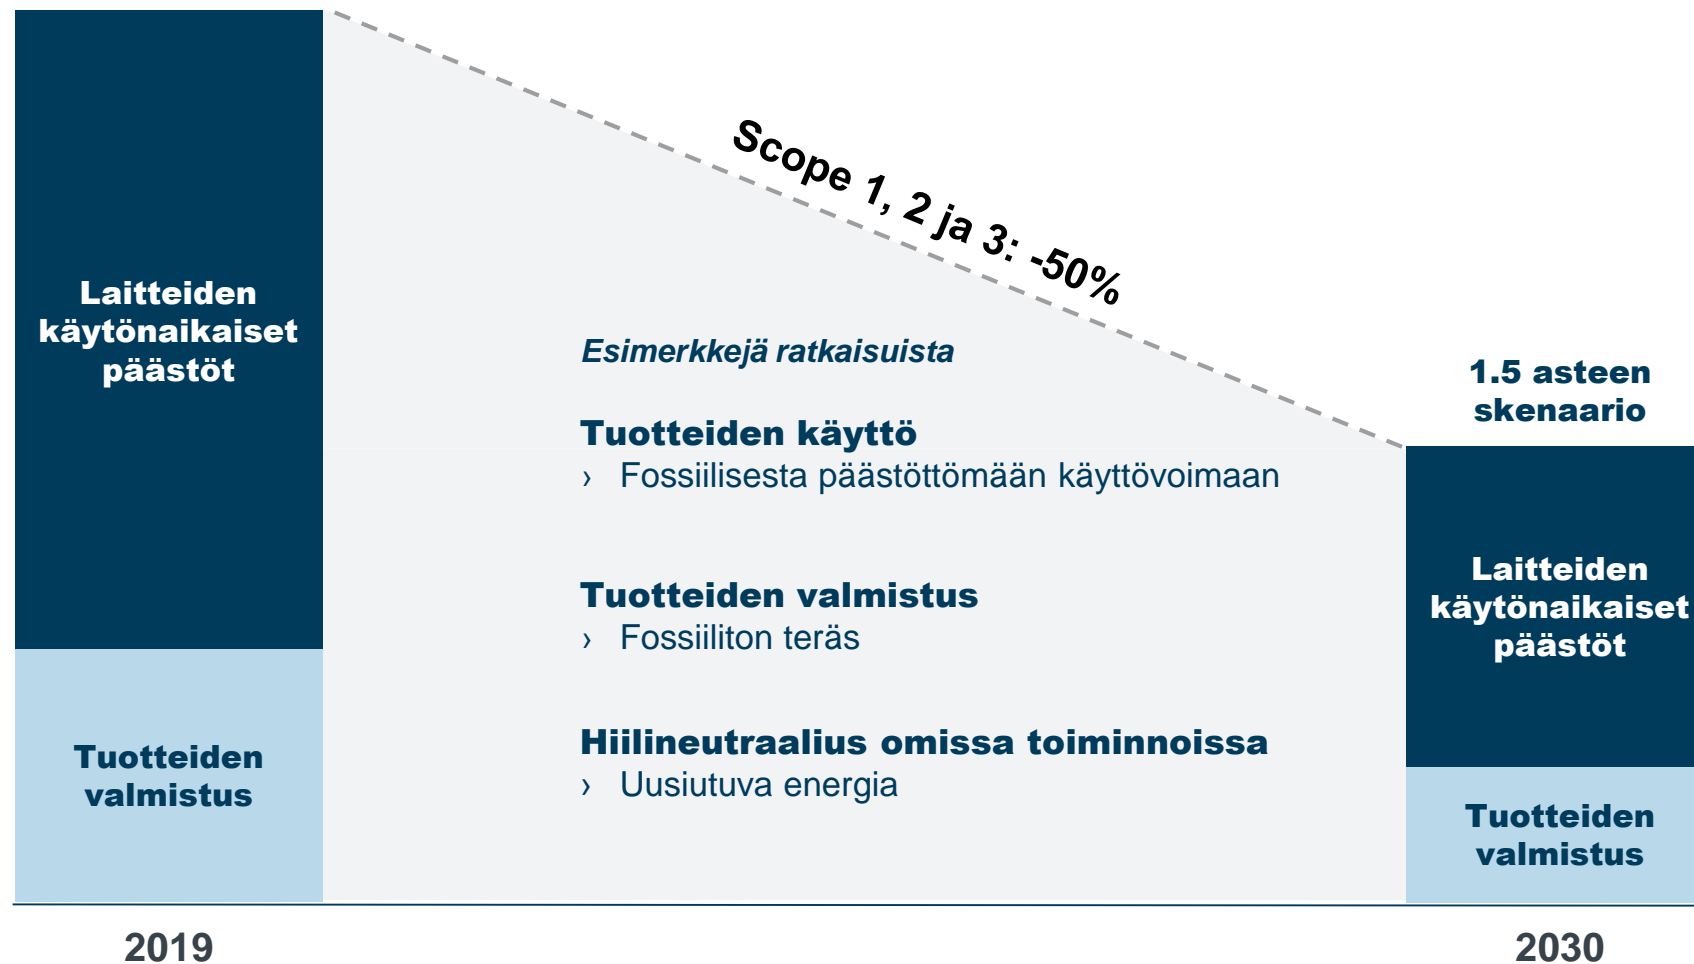 Laitteiden
käytönaikaiset
päästöt
Tuotteiden
valmistus
2019
Scope 1, 2 ja 3: -50%
Esimerkkejä ratkaisuista
Tuotteiden käyttö
› Fossiilisesta päästöttömään käyttövoimaan
Tuotteiden valmistus
› Fossiiliton teräs
Hiilineutraalius omissa toiminnoissa
› Uusiutuva energia
1.5 asteen
skenaario
Laitteiden
käytönaikaiset
päästöt
Tuotteiden
valmistus
2030